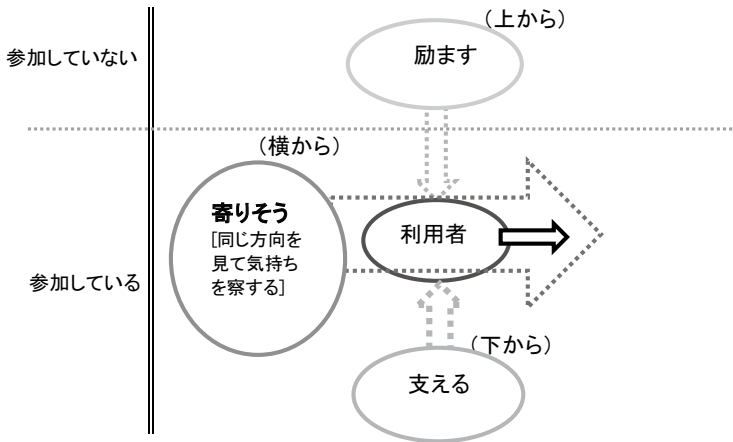 （上から）
参加していない
励ます
（横から）
寄りそう
[同じ方向を
見て気持ち
を察する]
利用者
参加している
（下から）
支える